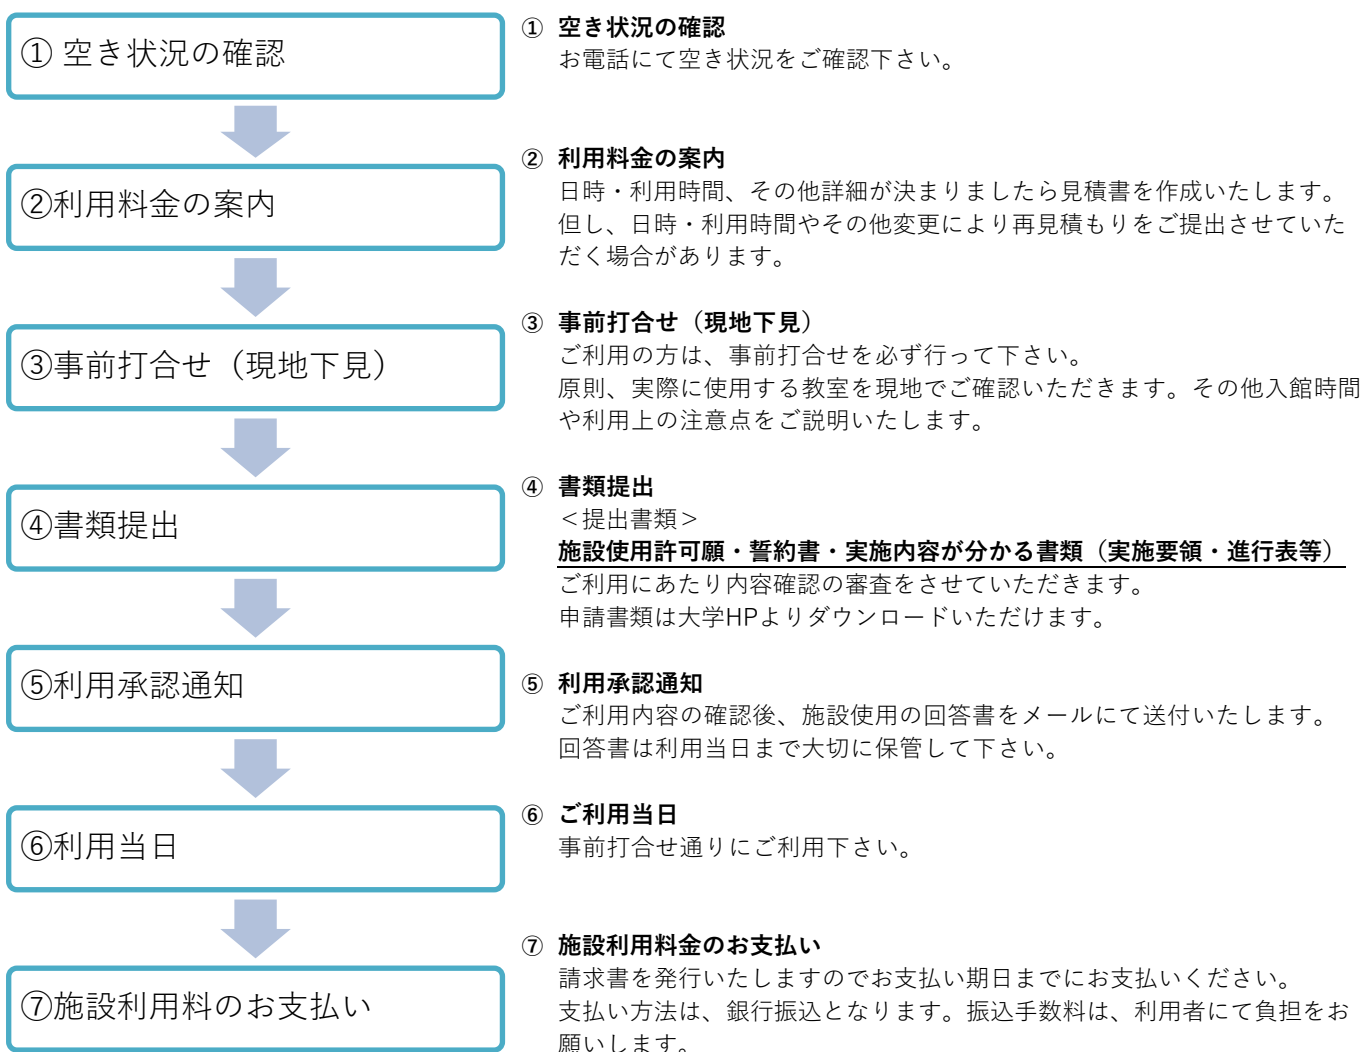 ① 空き状況の確認
① 空き状況の確認
お電話にて空き状況をご確認下さい。
②利用料金の案内
② 利用料金の案内
日時・利用時間、その他詳細が決まりましたら見積書を作成いたします。
但し、日時・利用時間やその他変更により再見積もりをご提出させていた
だく場合があります。
③事前打合せ（現地下見）
③ 事前打合せ（現地下見）
ご利用の方は、事前打合せを必ず行って下さい。
原則、実際に使用する教室を現地でご確認いただきます。その他入館時間
や利用上の注意点をご説明いたします。
④書類提出
④ 書類提出
＜提出書類＞
施設使用許可願・誓約書・実施内容が分かる書類（実施要領・進行表等）
ご利用にあたり内容確認の審査をさせていただきます。
申請書類は大学HPよりダウンロードいただけます。
⑤利用承認通知
⑤ 利用承認通知
ご利用内容の確認後、施設使用の回答書をメールにて送付いたします。
回答書は利用当日まで大切に保管して下さい。
⑥利用当日
⑥ ご利用当日
事前打合せ通りにご利用下さい。
⑦施設利用料のお支払い
⑦ 施設利用料金のお支払い
請求書を発行いたしますのでお支払い期日までにお支払いください。
支払い方法は、銀行振込となります。振込手数料は、利用者にて負担をお
願いします。